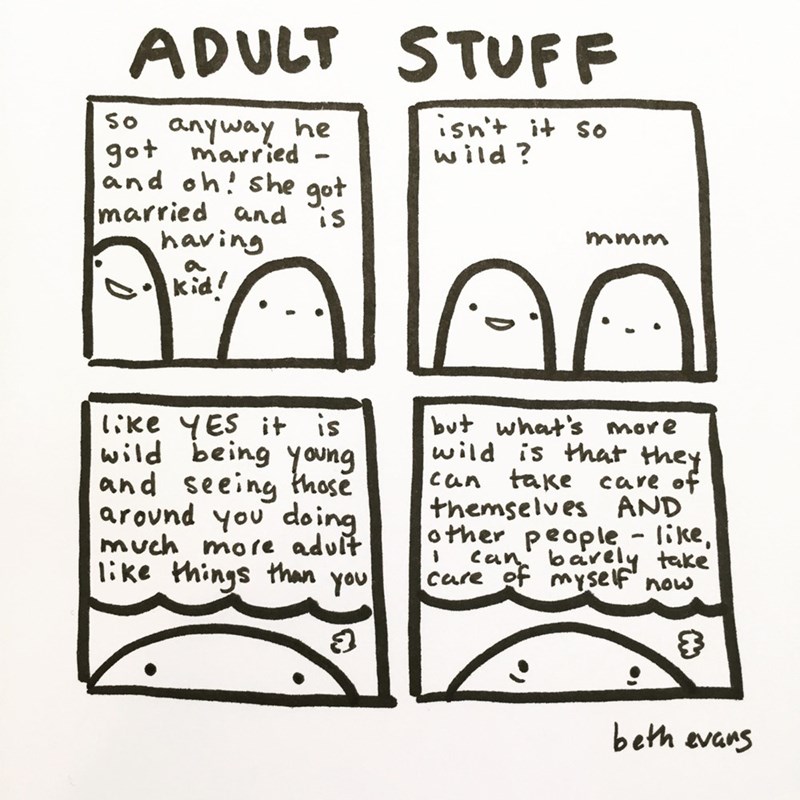 ADULT STUFF
so anyway he
got married -
and oh! she got
married and is
having
a
kid!
isn't it so
wild?
mmm
like YES it is
wild being young
and seeing those
around you doing
much more adult
like things than you
but what's more
wild is that they
can take care of
themselves AND
other people - like,
i can barely take
care of myself now
beth evans